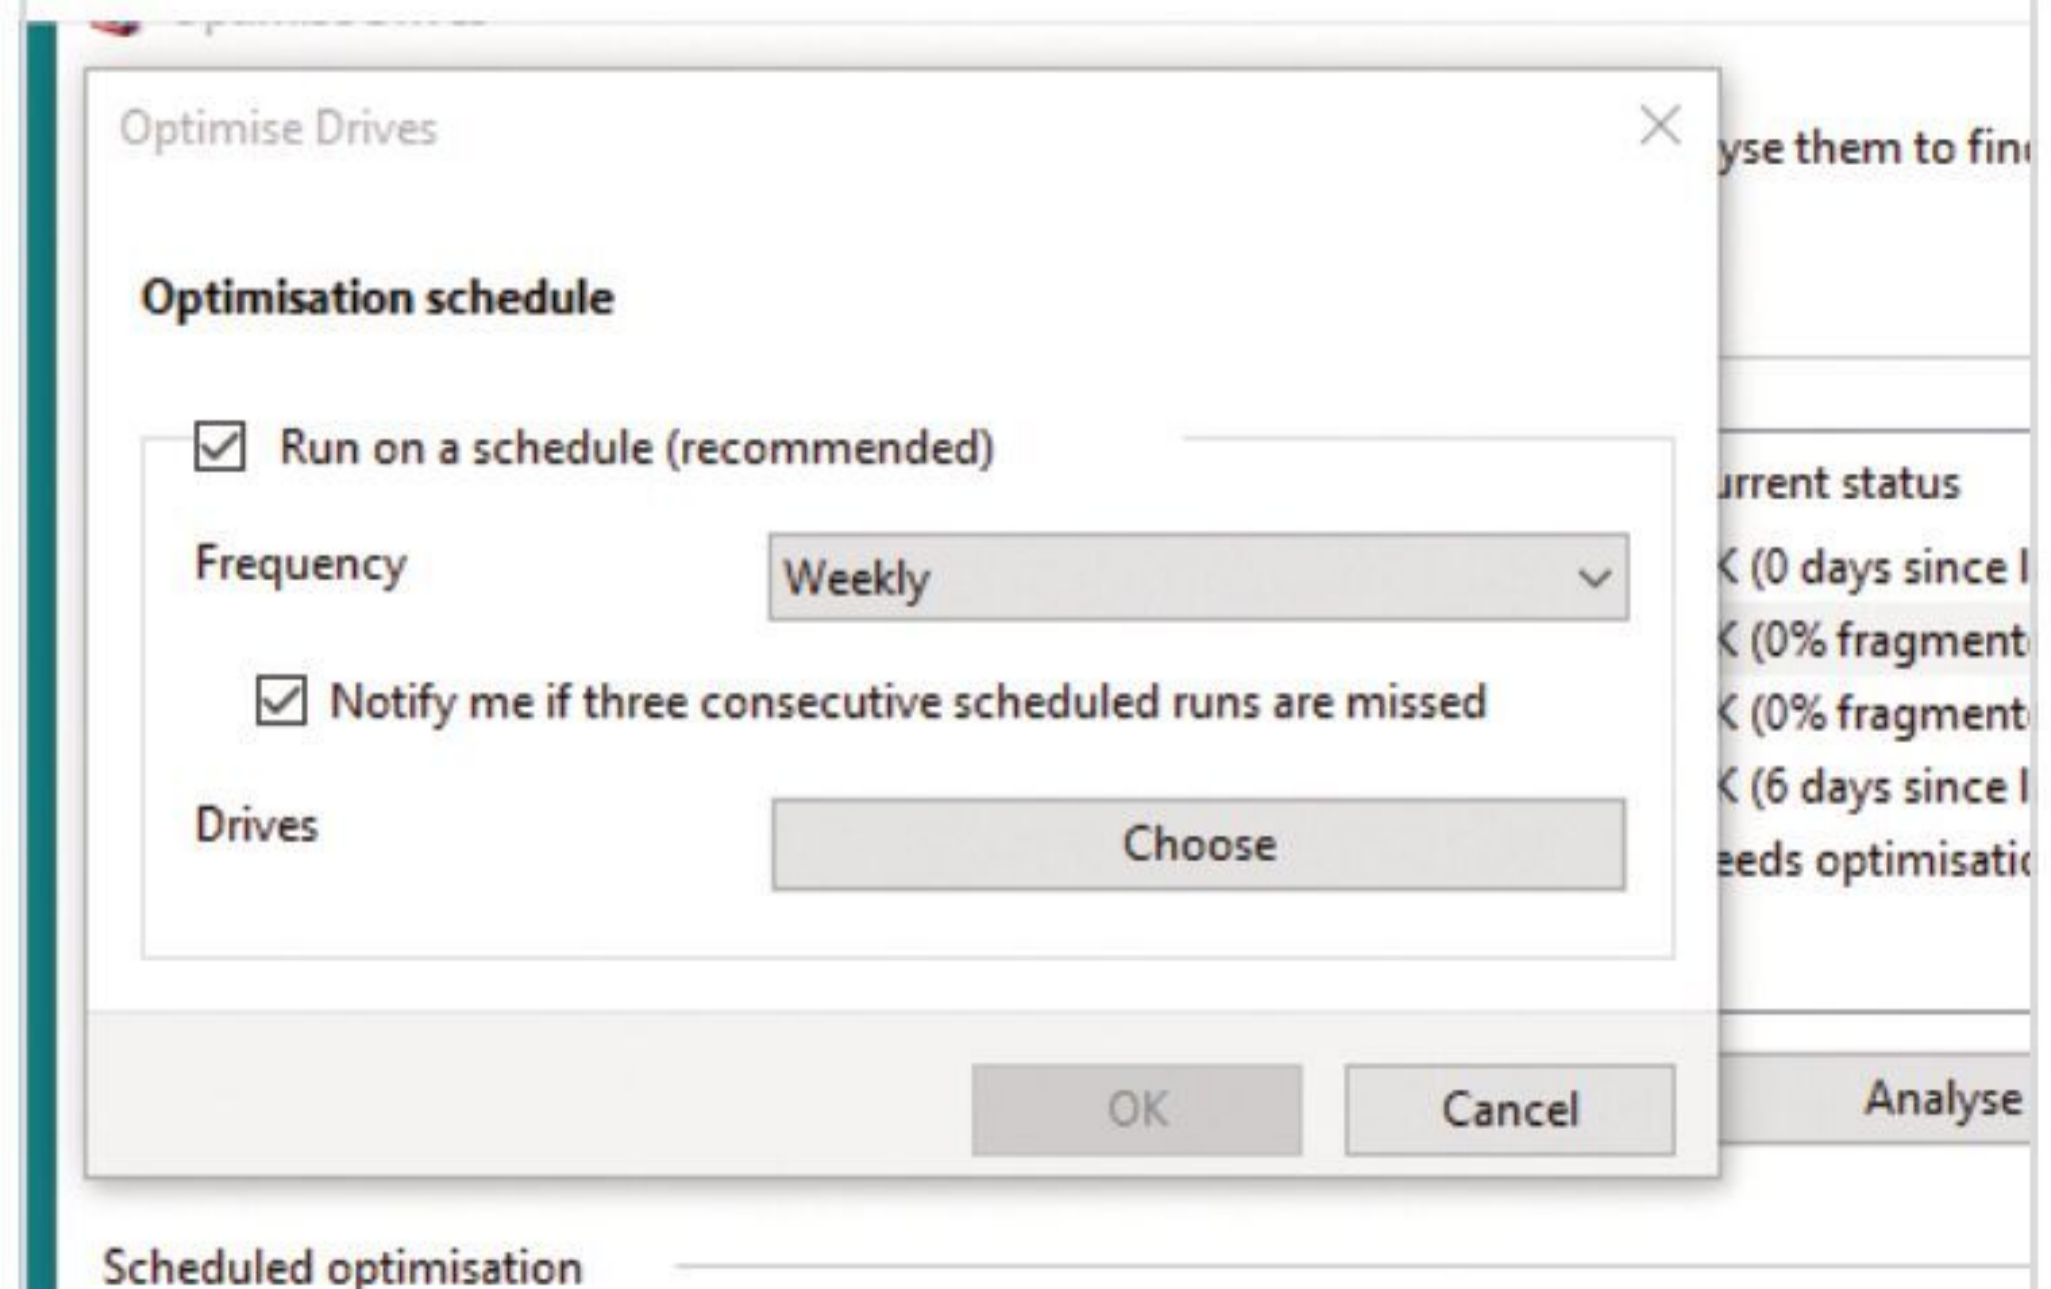 Optimise Drives
yse them to fin
Optimisation schedule
Run on a schedule (recommended)
Frequency
Weekly
Notify me if three consecutive scheduled runs are missed
Drives
Choose
urrent status
K (0 days since l
K (0% fragment
K (0% fragment
K (6 days since l
eeds optimisatio
OK
Cancel
Analyse
Scheduled optimisation